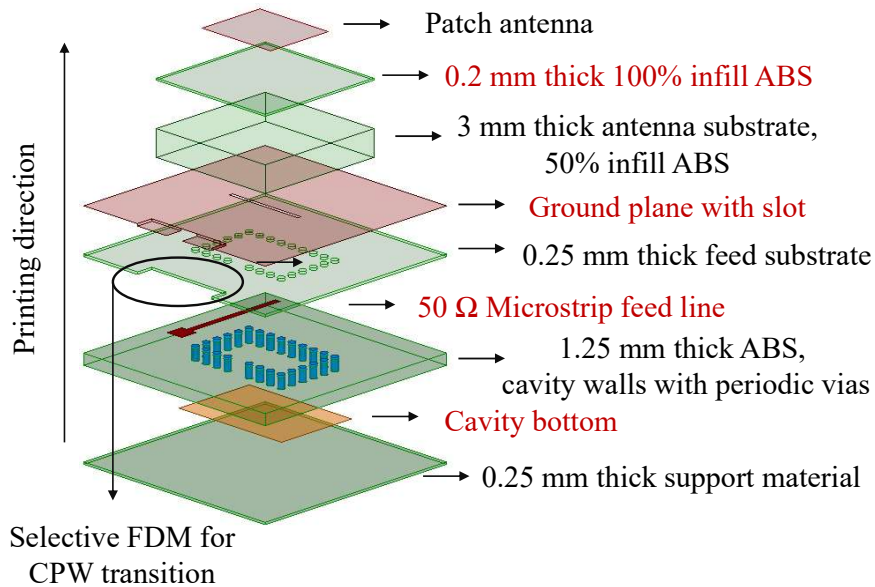 Patch antenna
0.2 mm thick 100% infill ABS
3 mm thick antenna substrate,
50% infill ABS
Ground plane with slot
0.25 mm thick feed substrate
50 Ω Microstrip feed line
1.25 mm thick ABS,
cavity walls with periodic vias
Cavity bottom
0.25 mm thick support material
Printing direction
Selective FDM for
CPW transition